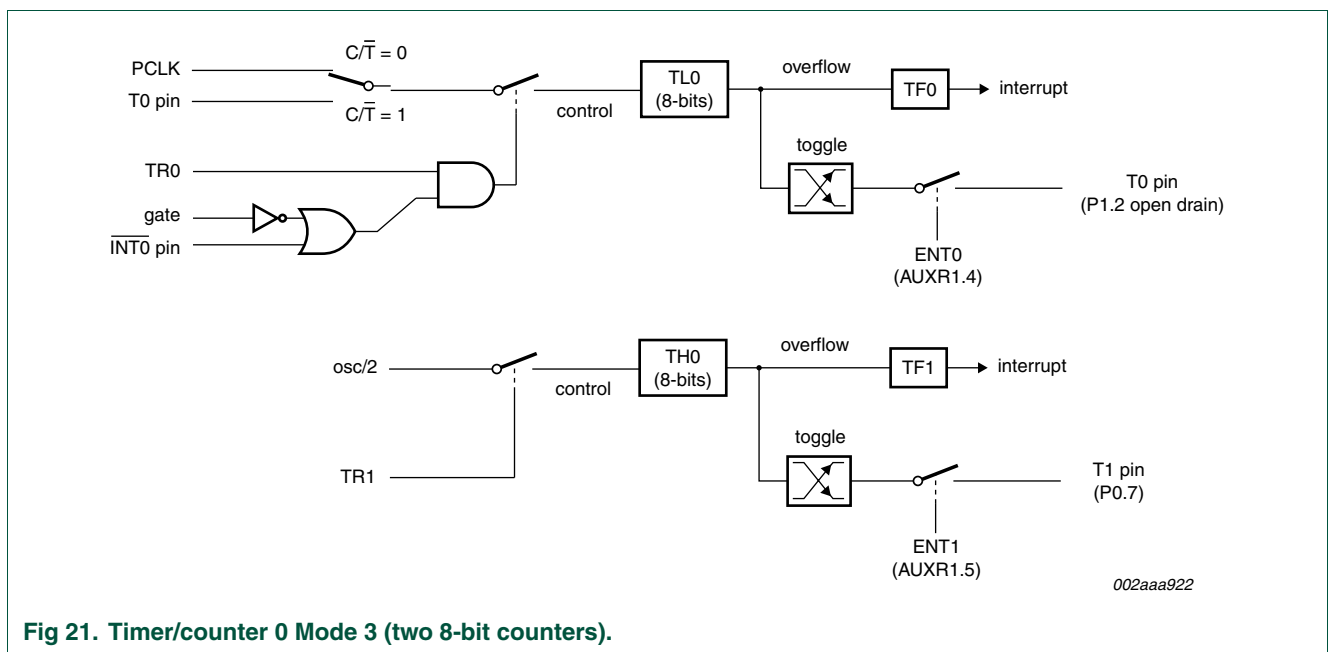 C/T̅ = 0
PCLK
T0 pin
C/T̅ = 1
control
TL0
(8-bits)
overflow
TF0
interrupt
toggle
T0 pin
(P1.2 open drain)
ENT0
(AUXR1.4)
TR0
gate
I̅N̅T̅0̅ pin
osc/2
control
TH0
(8-bits)
overflow
TF1
interrupt
TR1
toggle
T1 pin
(P0.7)
ENT1
(AUXR1.5)
002aaa922
Fig 21. Timer/counter 0 Mode 3 (two 8-bit counters).